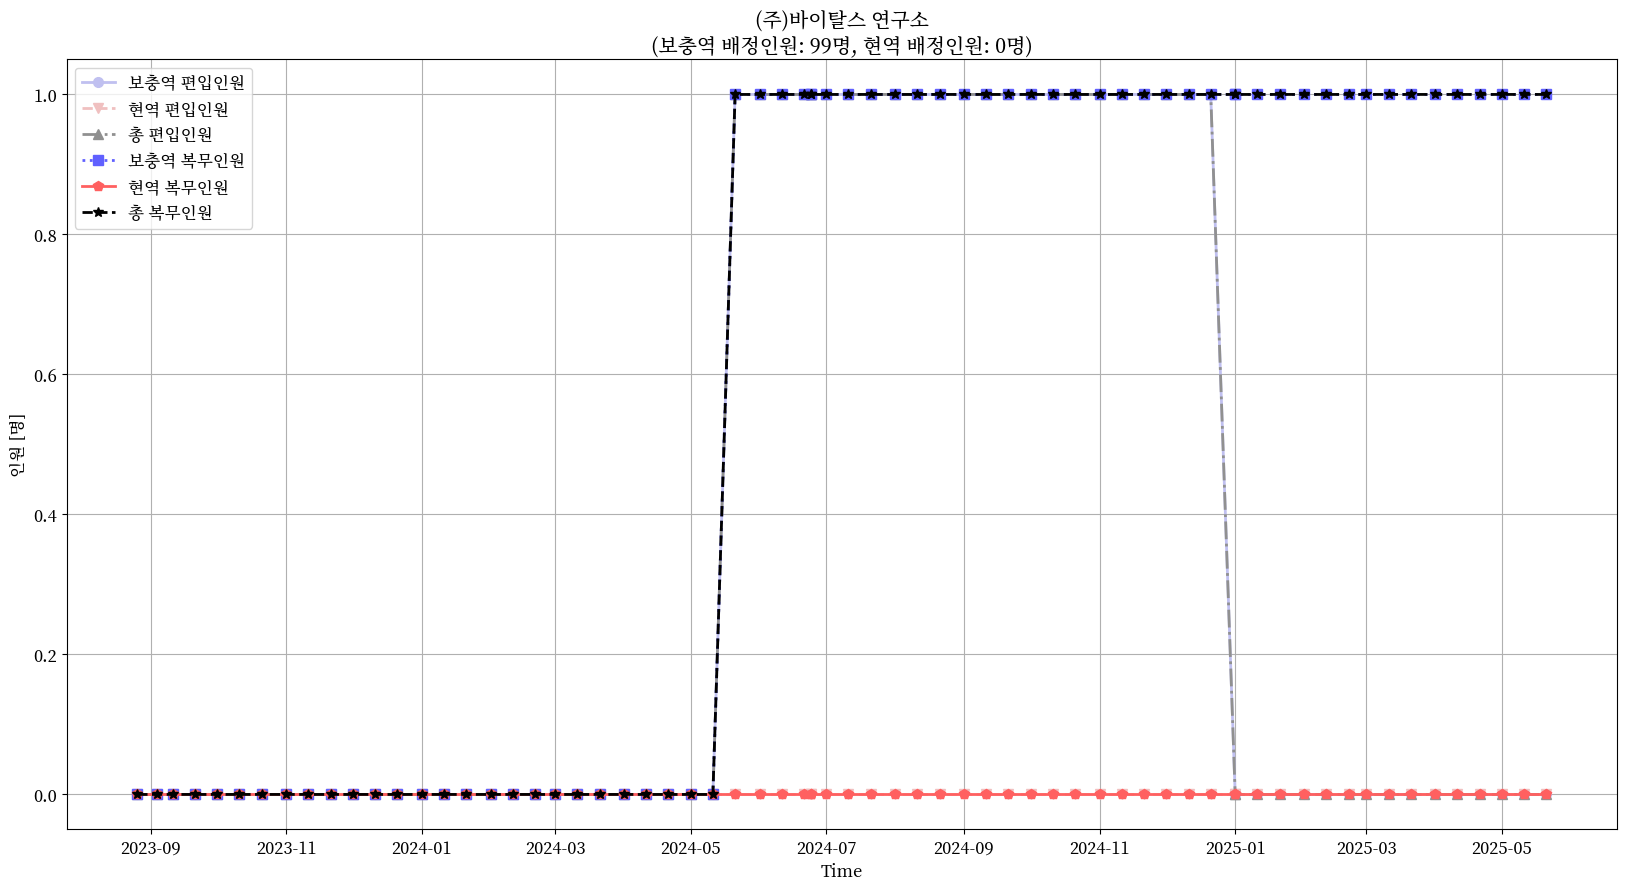 (주)바이탈스 연구소
(보충역 배정인원: 99명, 현역 배정인원: 0명)
보충역 편입인원
현역 편입인원
총 편입인원
보충역 복무인원
현역 복무인원
총 복무인원
1.0
0.8
0.6
0.4
0.2
0.0
인원 [명]
2023-09
2023-11
2024-01
2024-03
2024-05
2024-07
2024-09
2024-11
2025-01
2025-03
2025-05
Time